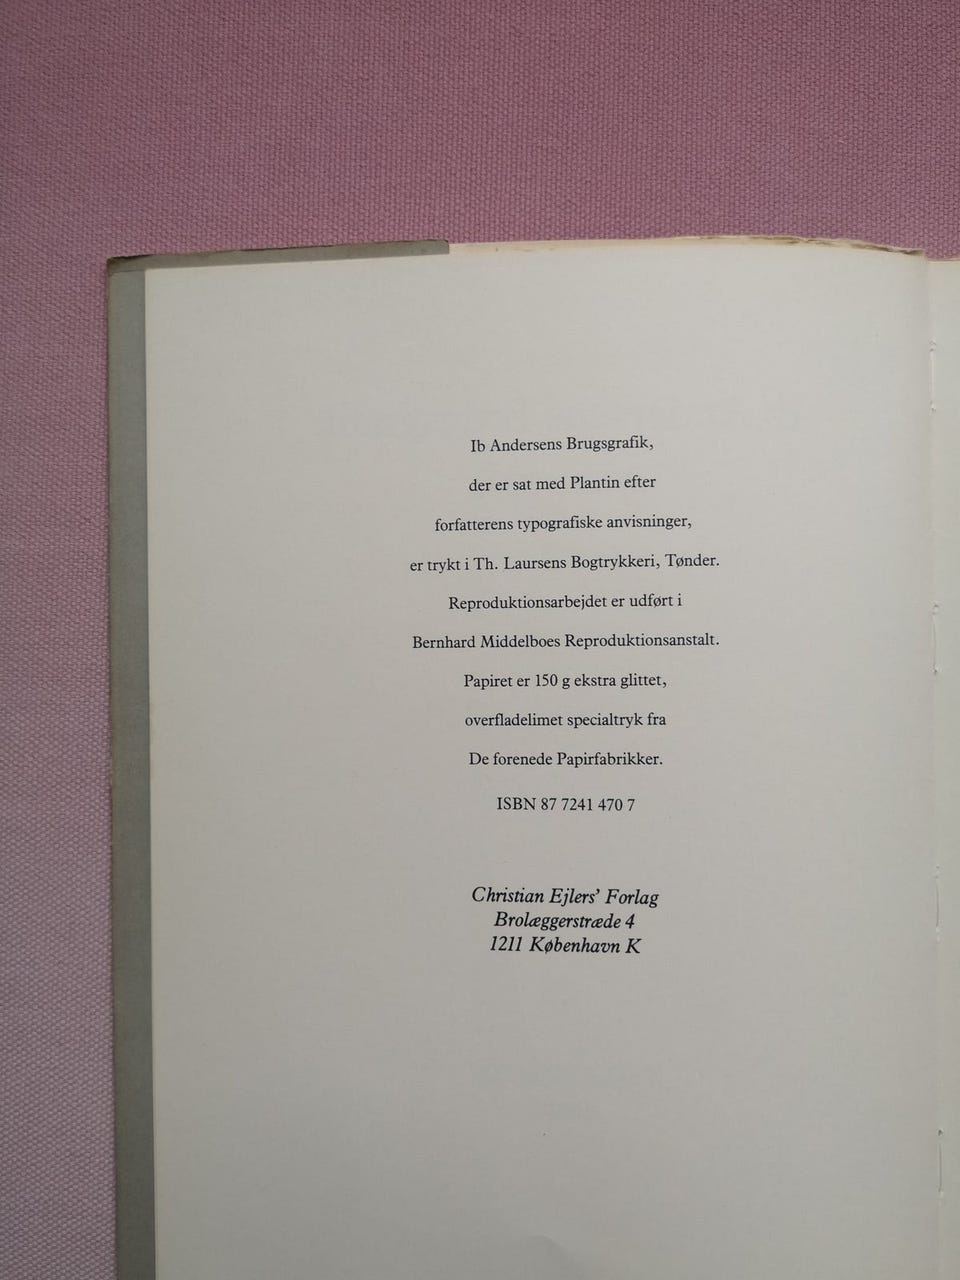 Ib Andersens Brugsgrafik,
der er sat med Plantin efter
forfatterens typografiske anvisninger,
er trykt i Th. Laursens Bogtrykkeri, Tønder.
Reproduktionsarbejdet er udført i
Bernhard Middelboes Reproduktionsanstalt.
Papiret er 150 g ekstra glittet,
overfladelimet specialtryk fra
De forenede Papirfabrikker.
ISBN 87 7241 470 7
Christian Ejlers’ Forlag
Brolæggerstræde 4
1211 København K